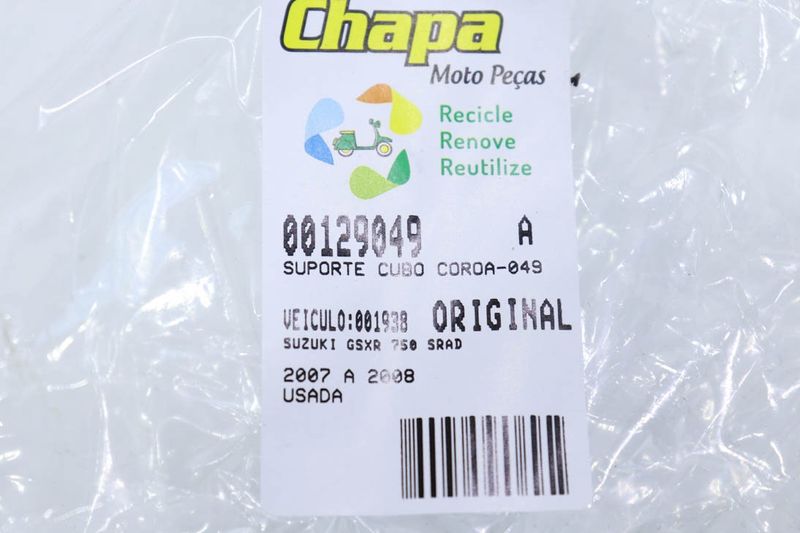 Chapa
Moto Peças
Recicle
Renove
Reutilize
00129049 A
SUPORTE CUBO COROA-049
VEICULO:001938 ORIGINAL
SUZUKI GSXR 750 SRAD
2007 A 2008
USADA